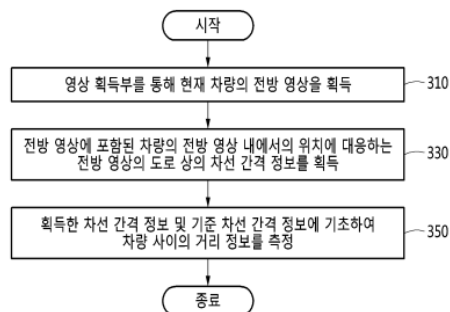 시작
영상 획득부를 통해 현재 차량의 전방 영상을 획득
310
전방 영상에 포함된 차량의 전방 영상 내에서의 위치에 대응하는
전방 영상의 도로 상의 차선 간격 정보를 획득
330
획득한 차선 간격 정보 및 기준 차선 간격 정보에 기초하여
차량 사이의 거리 정보를 측정
350
종료